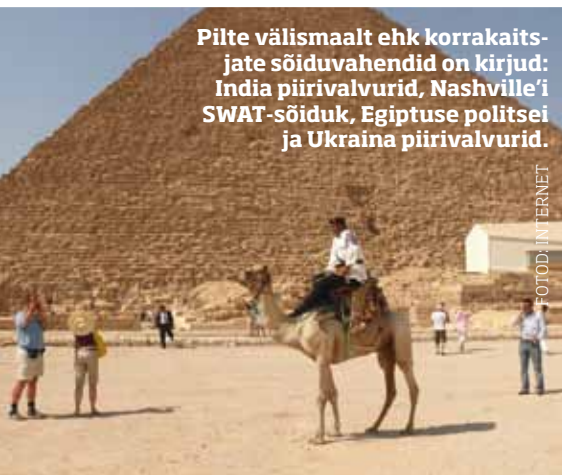 Pilte välismaalt ehk korrakaits-
jate sõiduvahendid on kirjud:
India piirivalvurid, Nashville'i
SWAT-sõiduk, Egiptuse politsei
ja Ukraina piirivalvurid.
FOTOD: INTERNET